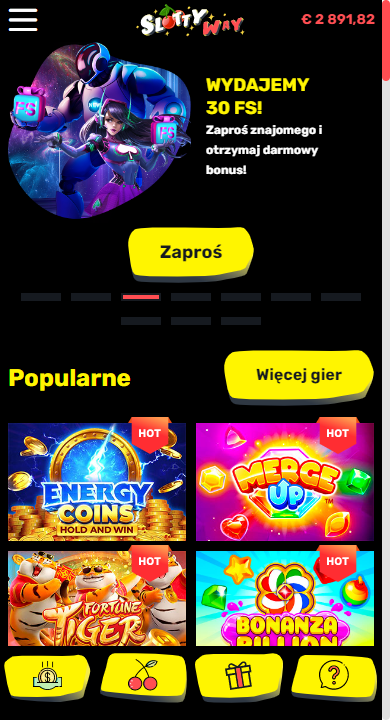 SLOTTY WAY
€ 2 891,82
WYDAJEMY
30 FS!
Zaproś znajomego i
otrzymaj darmowy
bonus!
FS
FS
Zaproś
Popularne
Więcej gier
HOT
HOT
ENERGY
COINS
HOLD AND WIN
MERGE
UP™
HOT
HOT
FORTUNE
TIGER
BONANZA
BILLION
$
?